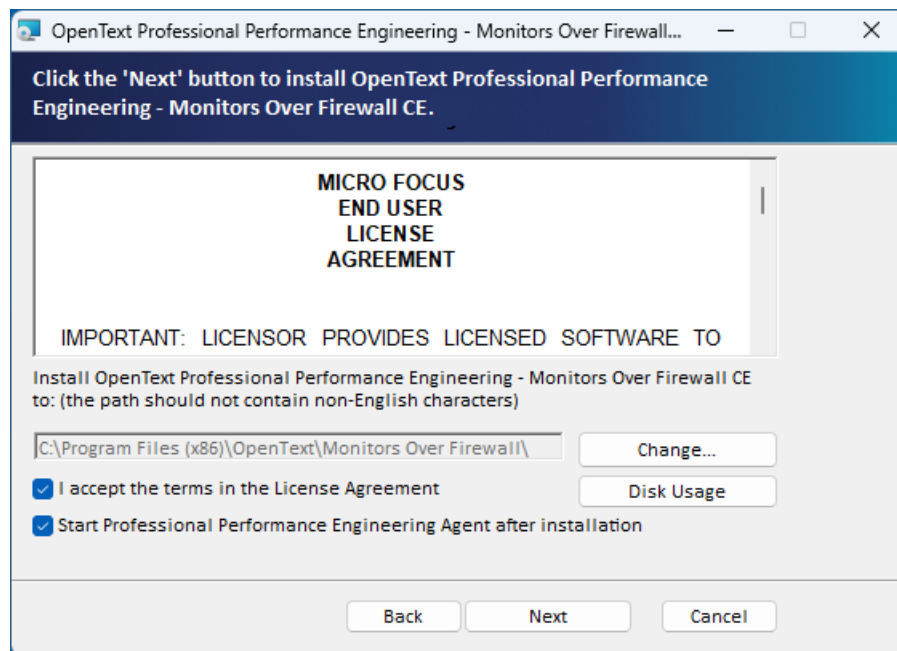 OpenText Professional Performance Engineering - Monitors Over Firewall...
Click the 'Next' button to install OpenText Professional Performance
Engineering - Monitors Over Firewall CE.
MICRO FOCUS
END USER
LICENSE
AGREEMENT
IMPORTANT: LICENSOR PROVIDES LICENSED SOFTWARE TO
Install OpenText Professional Performance Engineering - Monitors Over Firewall CE
to: (the path should not contain non-English characters)
C:\Program Files (x86)\OpenText\Monitors Over Firewall\
Change...
I accept the terms in the License Agreement
Disk Usage
Start Professional Performance Engineering Agent after installation
Back
Next
Cancel